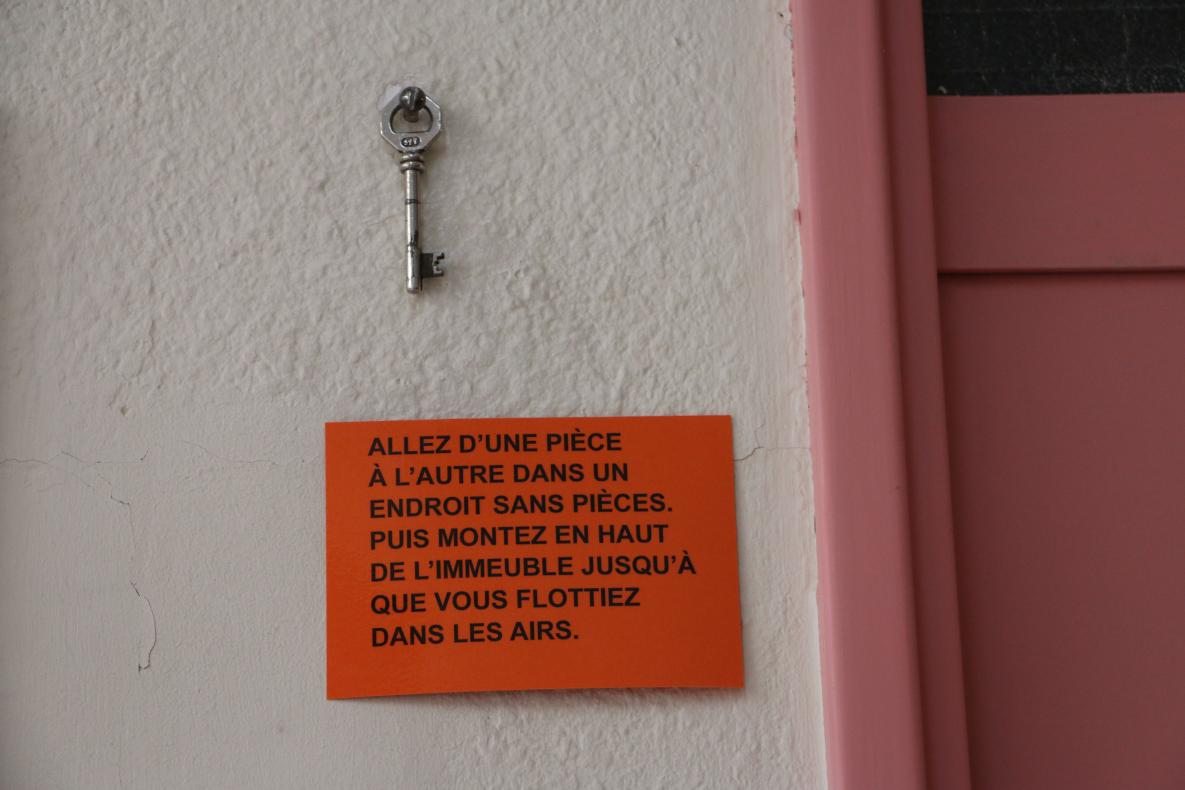 ALLEZ D'UNE PIÈCE
À L'AUTRE DANS UN
ENDROIT SANS PIÈCES.
PUIS MONTEZ EN HAUT
DE L'IMMEUBLE JUSQU'À
QUE VOUS FLOTTIEZ
DANS LES AIRS.